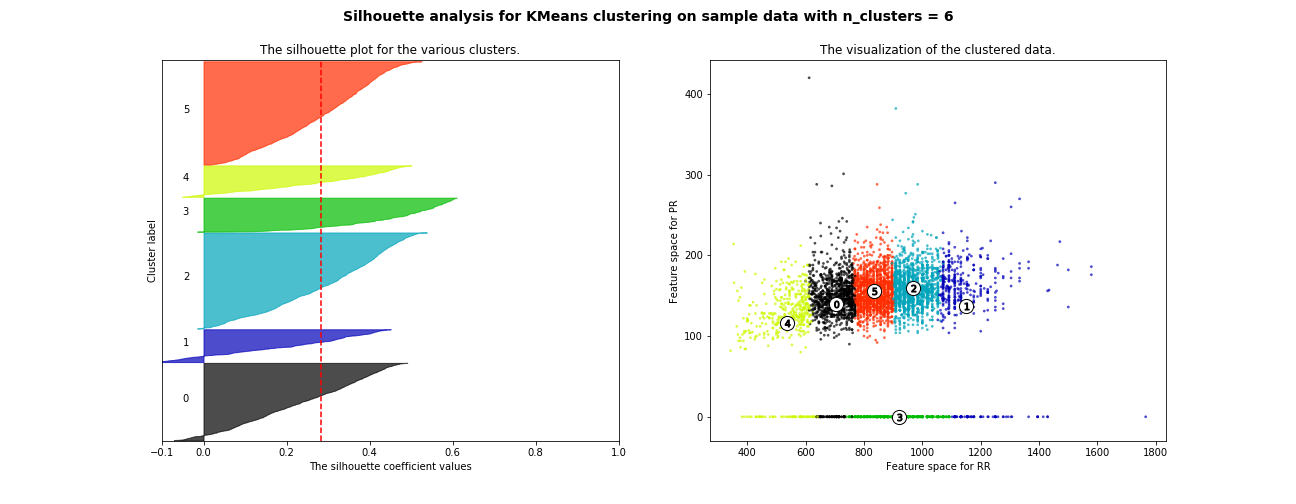 Silhouette analysis for KMeans clustering on sample data with n_clusters = 6
The silhouette plot for the various clusters.
Cluster label
5
4
3
2
1
0
−0.1 0.0 0.2 0.4 0.6 0.8 1.0
The silhouette coefficient values
The visualization of the clustered data.
Feature space for PR
400
300
200
100
0
4 0 5 2 1
3
400 600 800 1000 1200 1400 1600 1800
Feature space for RR